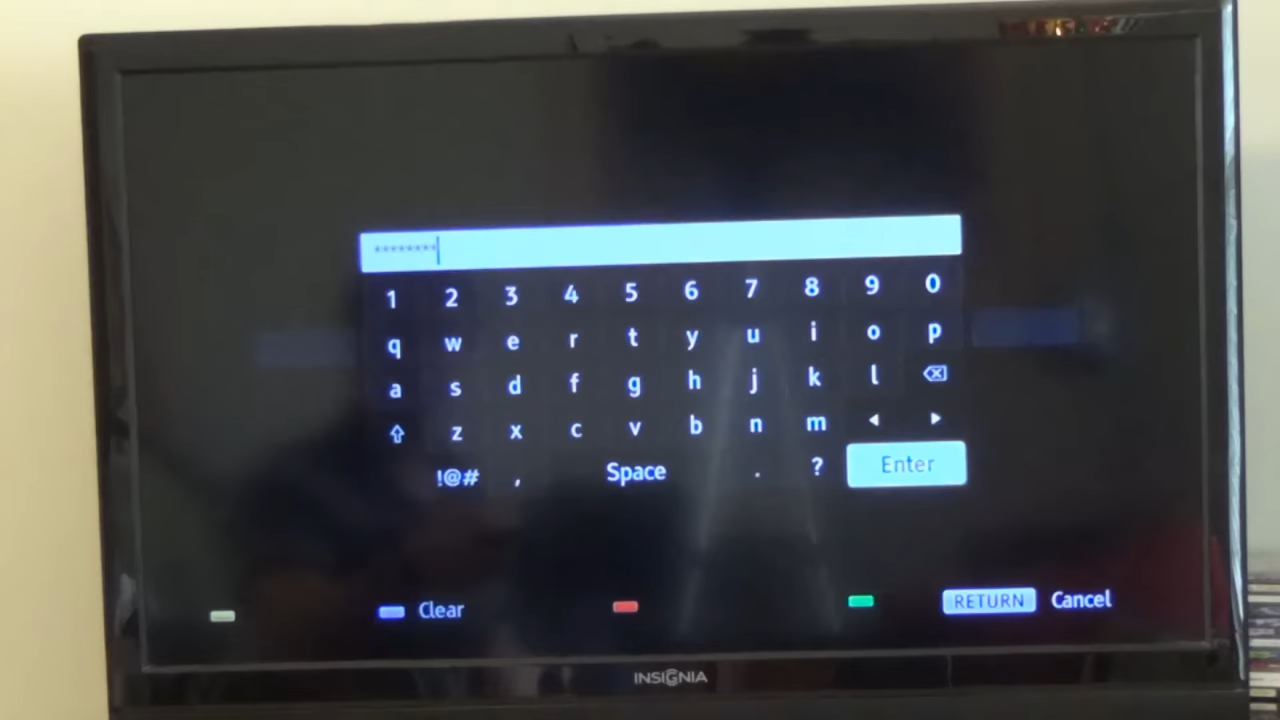 ********
1 2 3 4 5 6 7 8 9 0
q w e r t y u i o p
a s d f g h j k l
z x c v b n m
!@# , Space . ? Enter
Clear RETURN Cancel
INSIGNIA